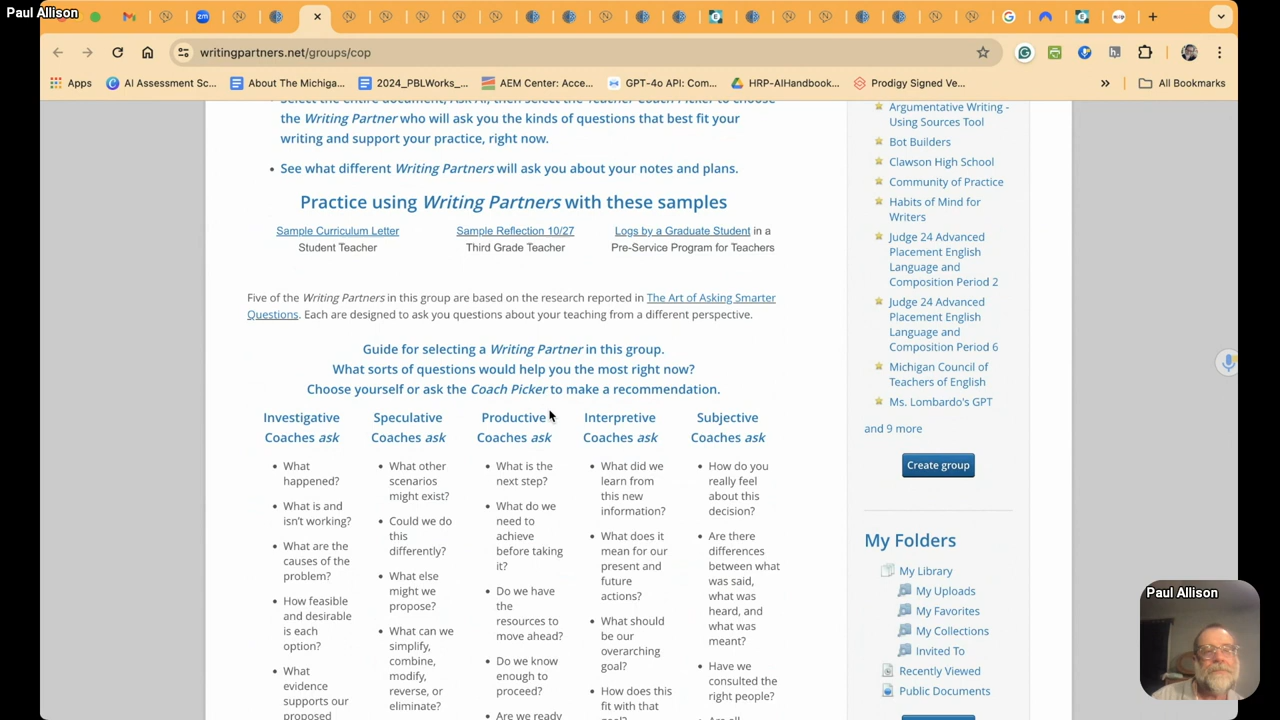 Paul Allison
writingpartners.net/groups/cop
Apps
AI Assessment Sc...
About The Michiga...
2024_PBLWorks_...
AEM Center: Acce...
GPT-4o API: Com...
HRP-AIHandbook...
Prodigy Signed Ve...
All Bookmarks
the Writing Partner who will ask you the kinds of questions that best fit your
writing and support your practice, right now.
• See what different Writing Partners will ask you about your notes and plans.
Practice using Writing Partners with these samples
Sample Curriculum Letter
Student Teacher
Sample Reflection 10/27
Third Grade Teacher
Logs by a Graduate Student in a
Pre-Service Program for Teachers
Five of the Writing Partners in this group are based on the research reported in The Art of Asking Smarter
Questions. Each are designed to ask you questions about your teaching from a different perspective.
Guide for selecting a Writing Partner in this group.
What sorts of questions would help you the most right now?
Choose yourself or ask the Coach Picker to make a recommendation.
Investigative
Coaches ask
• What
happened?
• What is and
isn't working?
• What are the
causes of the
problem?
• How feasible
and desirable
is each
option?
• What
evidence
supports our
proposed
Speculative
Coaches ask
• What other
scenarios
might exist?
• Could we do
this
differently?
• What else
might we
propose?
• What can we
simplify,
combine,
modify,
reverse, or
eliminate?
Productive
Coaches ask
• What is the
next step?
• What do we
need to
achieve
before taking
it?
• Do we have
the
resources to
move ahead?
• Do we know
enough to
proceed?
• Are we ready
Interpretive
Coaches ask
• What did we
learn from
this new
information?
• What does it
mean for our
present and
future
actions?
• What should
be our
overarching
goal?
• How does this
fit with that
Subjective
Coaches ask
• How do you
really feel
about this
decision?
• Are there
differences
between what
was said,
what was
heard, and
what was
meant?
• Have we
consulted the
right people?
Argumentative Writing -
Using Sources Tool
Bot Builders
Clawson High School
Community of Practice
Habits of Mind for
Writers
Judge 24 Advanced
Placement English
Language and
Composition Period 2
Judge 24 Advanced
Placement English
Language and
Composition Period 6
Michigan Council of
Teachers of English
Ms. Lombardo's GPT
and 9 more
Create group
My Folders
My Library
My Uploads
My Favorites
My Collections
Invited To
Recently Viewed
Public Documents
Paul Allison